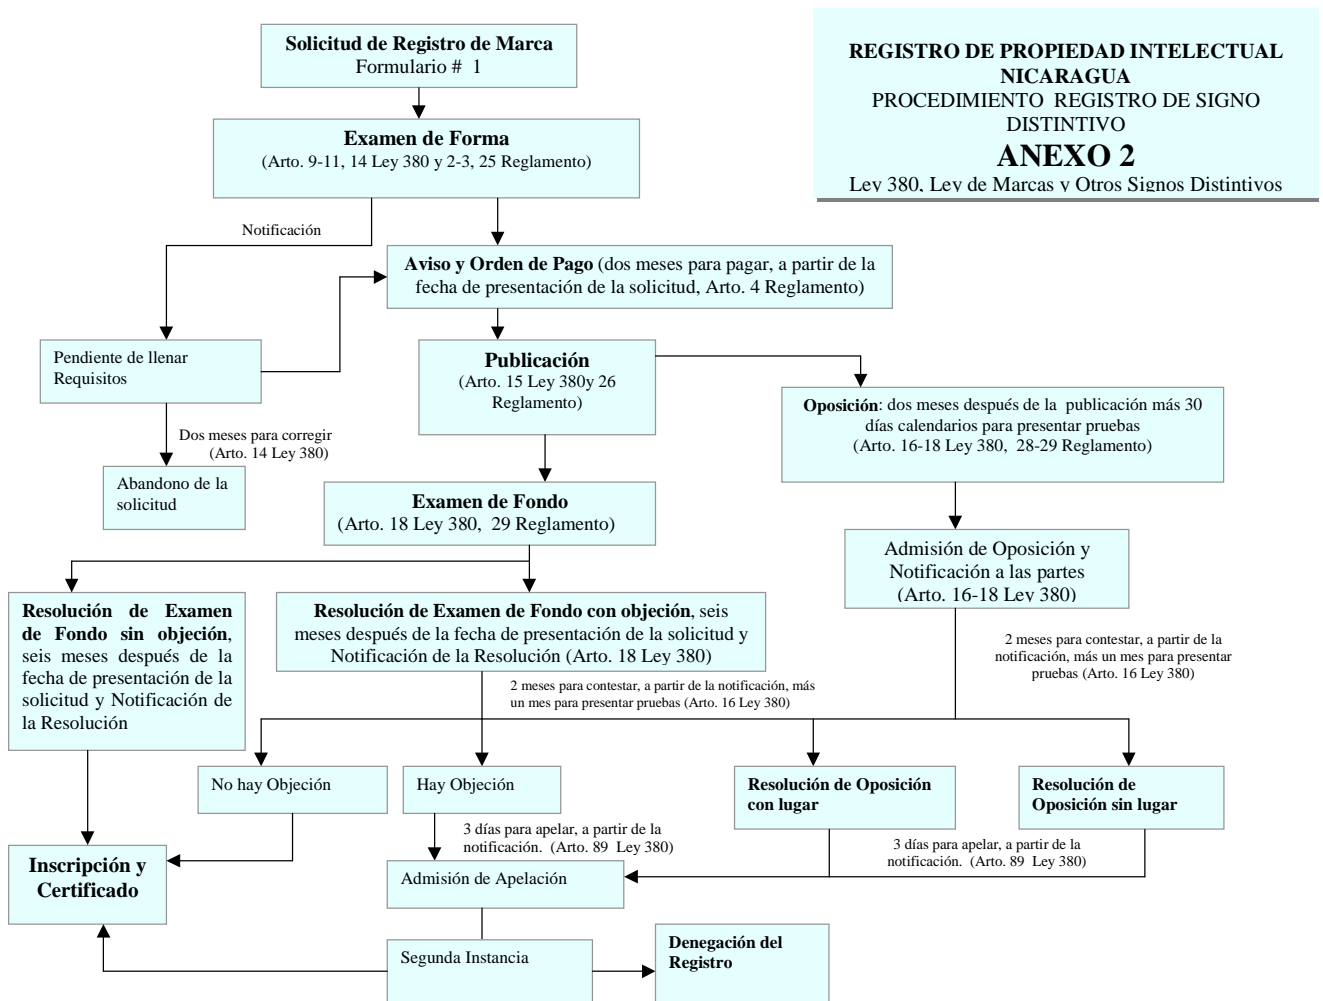 Solicitud de Registro de Marca
Formulario # 1
REGISTRO DE PROPIEDAD INTELECTUAL
NICARAGUA
PROCEDIMIENTO REGISTRO DE SIGNO
DISTINTIVO
ANEXO 2
Ley 380, Ley de Marcas y Otros Signos Distintivos
Examen de Forma
(Arto. 9-11, 14 Ley 380 y 2-3, 25 Reglamento)
Notificación
Aviso y Orden de Pago (dos meses para pagar, a partir de la
fecha de presentación de la solicitud, Arto. 4 Reglamento)
Pendiente de llenar
Requisitos
Publicación
(Arto. 15 Ley 380y 26
Reglamento)
Oposición: dos meses después de la publicación más 30
días calendarios para presentar pruebas
(Arto. 16-18 Ley 380, 28-29 Reglamento)
Dos meses para corregir
(Arto. 14 Ley 380)
Abandono de la
solicitud
Examen de Fondo
(Arto. 18 Ley 380, 29 Reglamento)
Admisión de Oposición y
Notificación a las partes
(Arto. 16-18 Ley 380)
Resolución de Examen
de Fondo sin objeción,
seis meses después de la
fecha de presentación de la
solicitud y Notificación de
la Resolución
Resolución de Examen de Fondo con objeción, seis
meses después de la fecha de presentación de la solicitud y
Notificación de la Resolución (Arto. 18 Ley 380)
2 meses para contestar, a partir de la
notificación, más un mes para presentar
pruebas (Arto. 16 Ley 380)
2 meses para contestar, a partir de la notificación, más
un mes para presentar pruebas (Arto. 16 Ley 380)
No hay Objeción
Hay Objeción
Resolución de Oposición
con lugar
Resolución de
Oposición sin lugar
3 días para apelar, a partir de la
notificación. (Arto. 89 Ley 380)
3 días para apelar, a partir de la
notificación. (Arto. 89 Ley 380)
Inscripción y
Certificado
Admisión de Apelación
Segunda Instancia
Denegación del
Registro